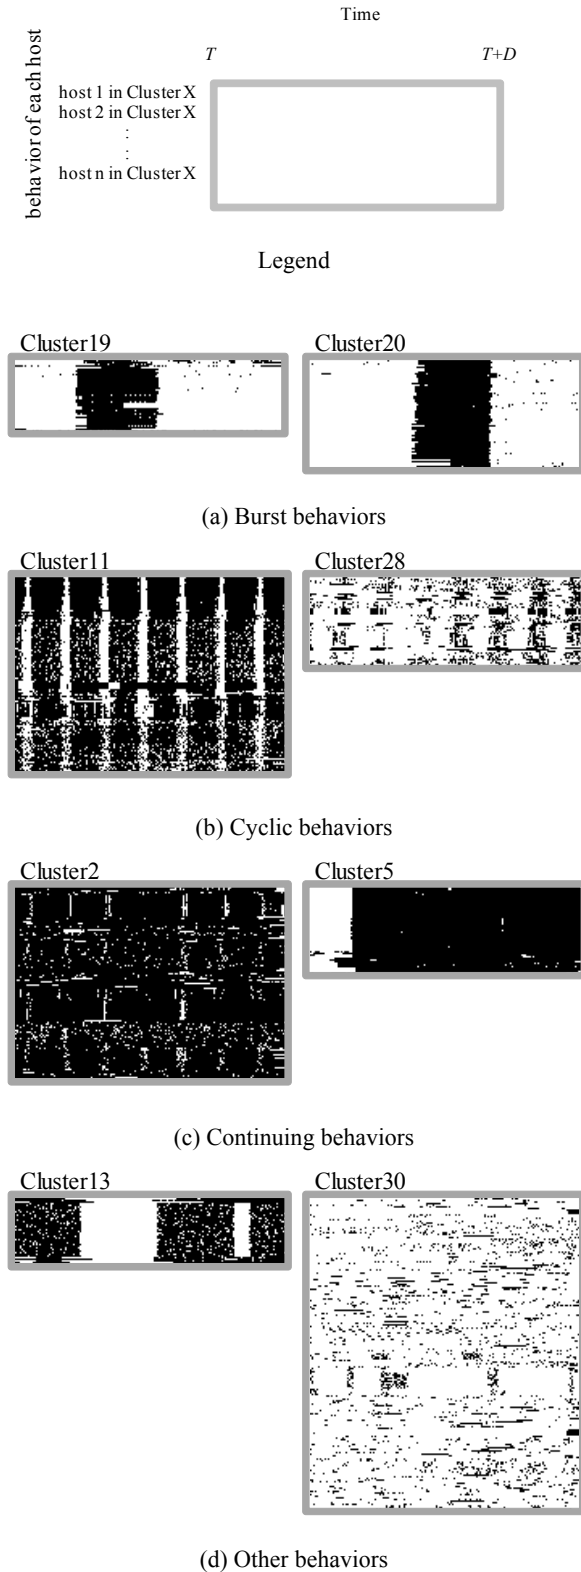 Time
T T+D
behavior of each host
host 1 in Cluster X
host 2 in Cluster X
:
:
host n in Cluster X
Legend
Cluster19 Cluster20
(a) Burst behaviors
Cluster11 Cluster28
(b) Cyclic behaviors
Cluster2 Cluster5
(c) Continuing behaviors
Cluster13 Cluster30
(d) Other behaviors